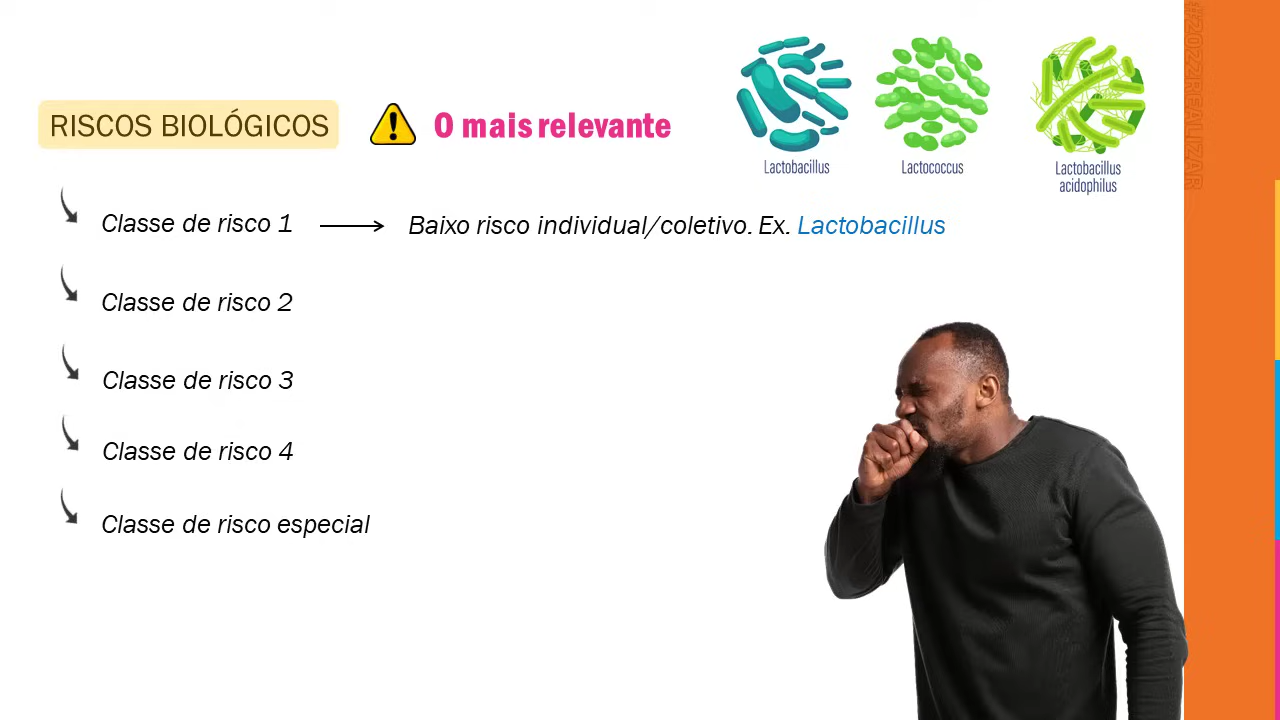 RISCOS BIOLÓGICOS
O mais relevante
Lactobacillus
Lactococcus
Lactobacillus
acidophilus
Classe de risco 1
Baixo risco individual/coletivo. Ex. Lactobacillus
Classe de risco 2
Classe de risco 3
Classe de risco 4
Classe de risco especial
#2022REALIZAR